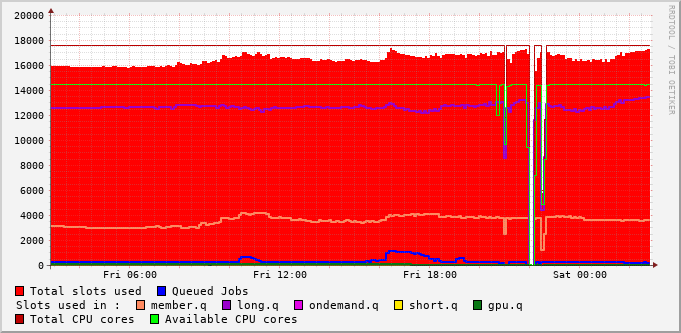 20000
18000
16000
14000
12000
10000
8000
6000
4000
2000
0
Fri 06:00 Fri 12:00 Fri 18:00 Sat 00:00
RRDTOOL / TOBI OETIKER
Total slots used Queued Jobs
Slots used in : member.q long.q ondemand.q short.q gpu.q
Total CPU cores Available CPU cores